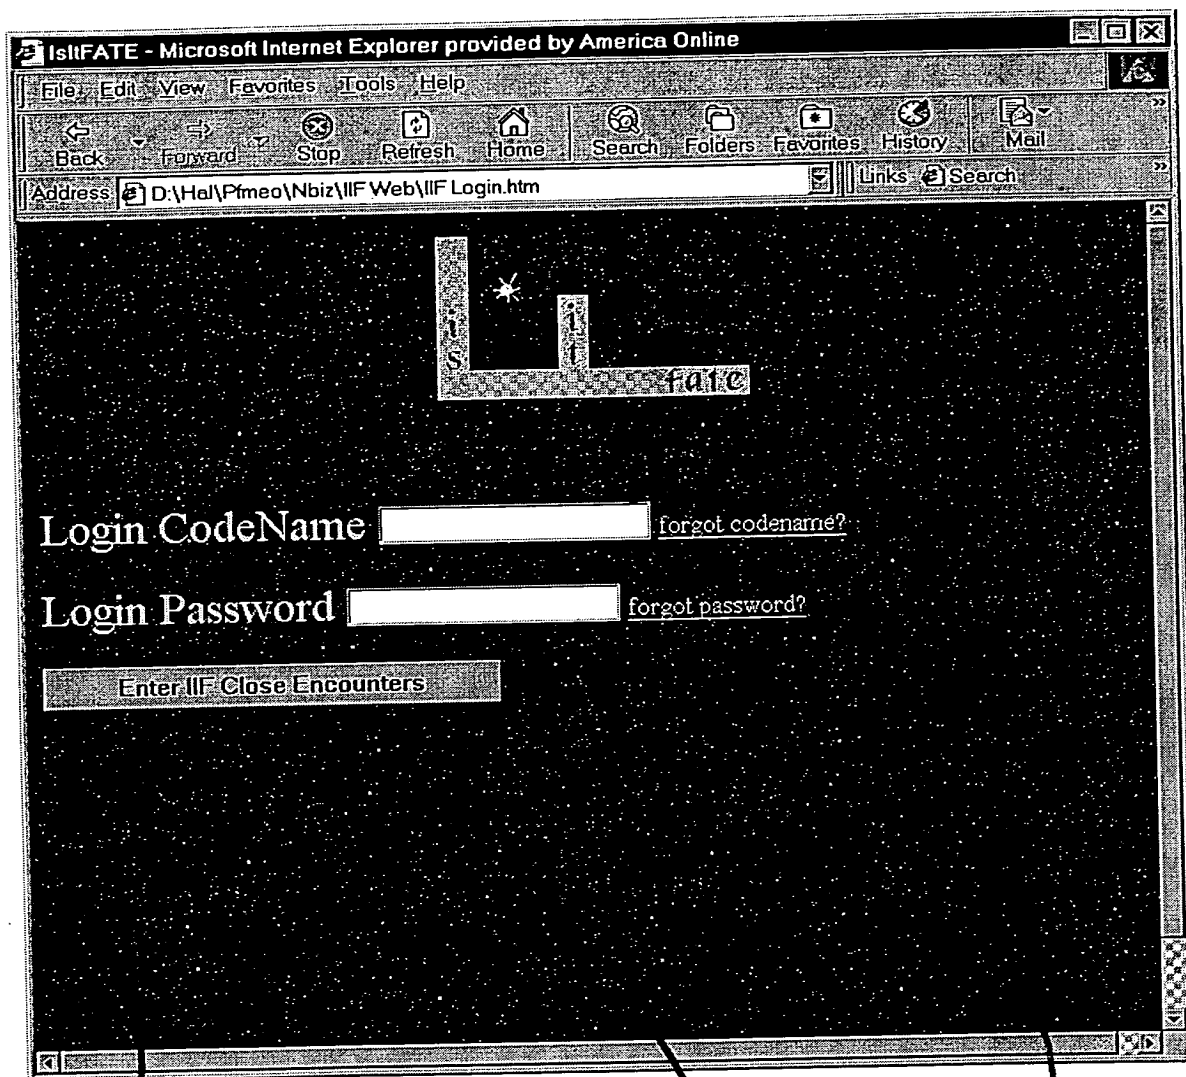 IsItFATE - Microsoft Internet Explorer provided by America Online
File Edit View Favorites Tools Help
Back Forward Stop Refresh Home Search Folders Favorites History Mail
Address D:\Hal\Pfmeo\Nbiz\IIF Web\IIF Login.htm Links Search
is it fate
Login CodeName forgot codename?
Login Password forgot password?
Enter IIF Close Encounters